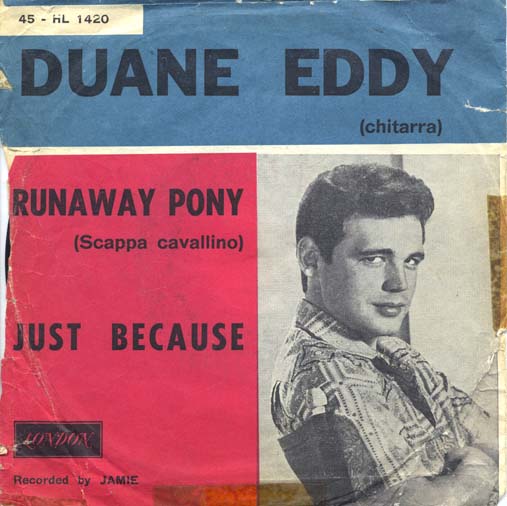 45 - HL 1420
DUANE EDDY
(chitarra)
RUNAWAY PONY
(Scappa cavallino)
JUST BECAUSE
LONDON
Recorded by JAMIE